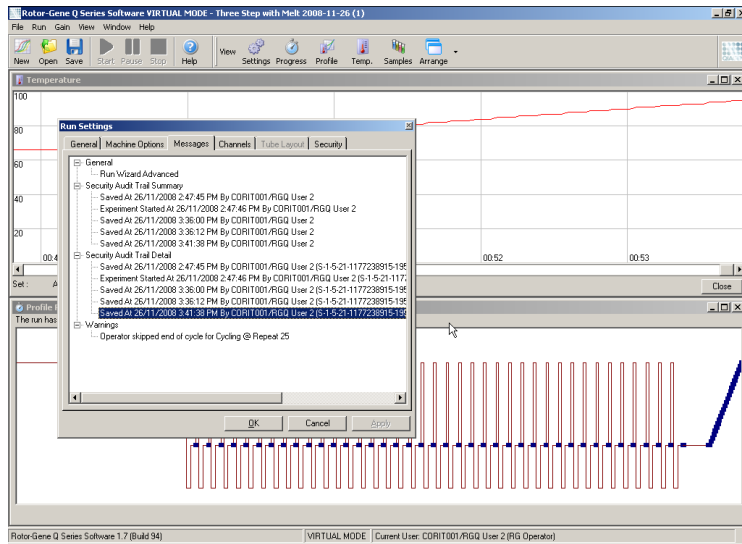 Rotor-Gene Q Series Software VIRTUAL MODE - Three Step with Melt 2008-11-26 (1)
File Run Gain View Window Help
New Open Save Start Pause Stop Help View Settings Progress Profile Temp. Samples Arrange
Temperature
100
80
60
40
20
00:4
00:52
00:53
Set :
Close
Run Settings
General Machine Options Messages Channels Tube Layout Security
General
Run Wizard Advanced
Security Audit Trail Summary
Saved At 26/11/2008 2:47:45 PM By CORIT001/RGQ User 2
Experiment Started At 26/11/2008 2:47:46 PM By CORIT001/RGQ User 2
Saved At 26/11/2008 3:36:00 PM By CORIT001/RGQ User 2
Saved At 26/11/2008 3:36:12 PM By CORIT001/RGQ User 2
Saved At 26/11/2008 3:41:38 PM By CORIT001/RGQ User 2
Security Audit Trail Detail
Saved At 26/11/2008 2:47:45 PM By CORIT001/RGQ User 2 (S-1-5-21-1177238915-195
Experiment Started At 26/11/2008 2:47:46 PM By CORIT001/RGQ User 2 (S-1-5-21-1177
Saved At 26/11/2008 3:36:00 PM By CORIT001/RGQ User 2 (S-1-5-21-1177238915-195
Saved At 26/11/2008 3:36:12 PM By CORIT001/RGQ User 2 (S-1-5-21-1177238915-195
Saved At 26/11/2008 3:41:38 PM By CORIT001/RGQ User 2 (S-1-5-21-1177238915-195
Warnings
Operator skipped end of cycle for Cycling @ Repeat 25
OK Cancel Apply
Profile
The run has
Rotor-Gene Q Series Software 1.7 (Build 94) VIRTUAL MODE Current User: CORIT001/RGQ User 2 (RG Operator)